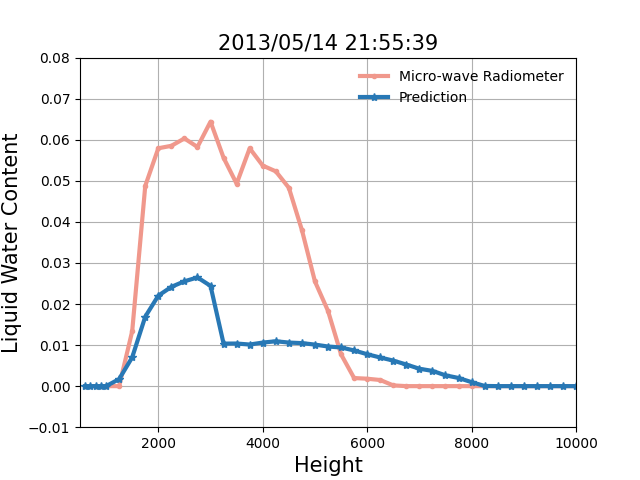 2013/05/14 21:55:39
Micro-wave Radiometer
Prediction
Liquid Water Content
0.08
0.07
0.06
0.05
0.04
0.03
0.02
0.01
0.00
−0.01
2000 4000 6000 8000 10000
Height